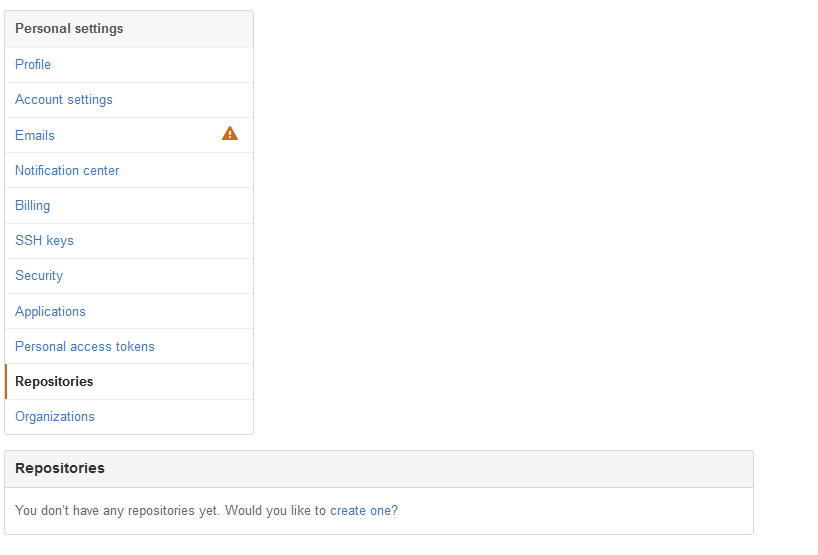 Personal settings
Profile
Account settings
Emails
Notification center
Billing
SSH keys
Security
Applications
Personal access tokens
Repositories
Organizations
Repositories
You don’t have any repositories yet. Would you like to create one?